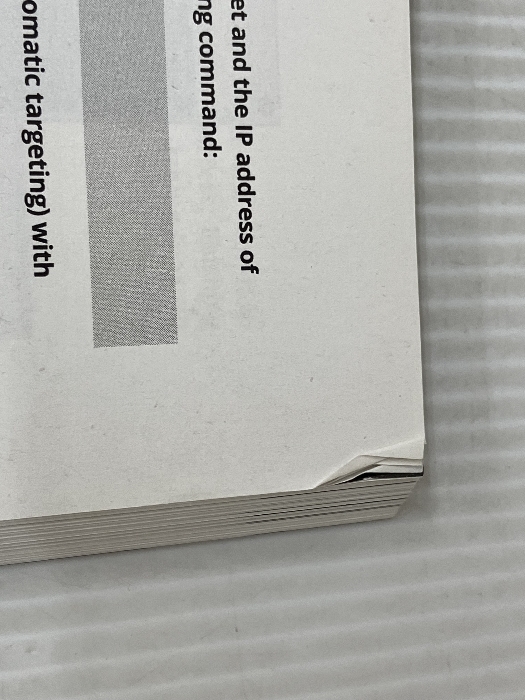 et and the IP address of
ng command:
omatic targeting) with